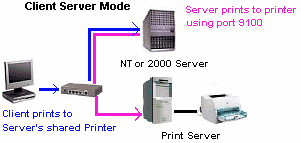 Client Server Mode
Server prints to printer
using port 9100
NT or 2000 Server
Client prints to
Server's shared Printer
Print Server